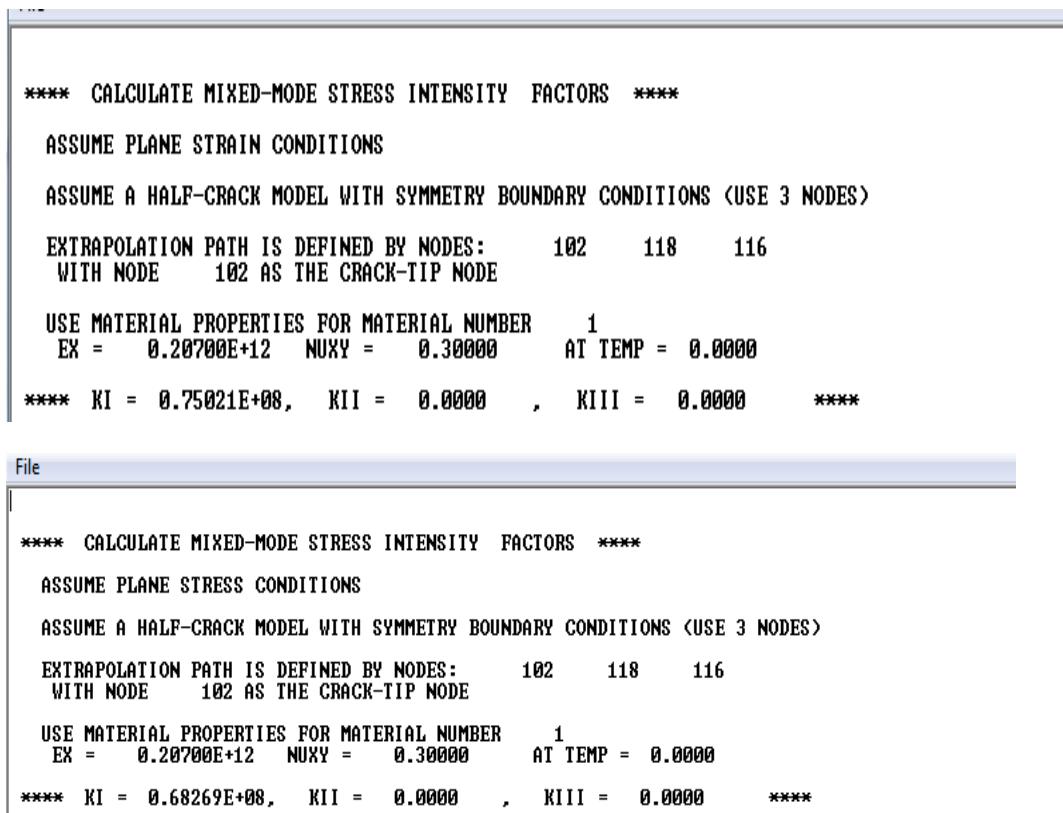 **** CALCULATE MIXED-MODE STRESS INTENSITY FACTORS ****
ASSUME PLANE STRAIN CONDITIONS
ASSUME A HALF-CRACK MODEL WITH SYMMETRY BOUNDARY CONDITIONS (USE 3 NODES)
EXTRAPOLATION PATH IS DEFINED BY NODES: 102 118 116
WITH NODE 102 AS THE CRACK-TIP NODE
USE MATERIAL PROPERTIES FOR MATERIAL NUMBER 1
EX = 0.20700E+12 NUXY = 0.30000 AT TEMP = 0.0000
**** KI = 0.75021E+08, KII = 0.0000 , KIII = 0.0000 ****
File
**** CALCULATE MIXED-MODE STRESS INTENSITY FACTORS ****
ASSUME PLANE STRESS CONDITIONS
ASSUME A HALF-CRACK MODEL WITH SYMMETRY BOUNDARY CONDITIONS (USE 3 NODES)
EXTRAPOLATION PATH IS DEFINED BY NODES: 102 118 116
WITH NODE 102 AS THE CRACK-TIP NODE
USE MATERIAL PROPERTIES FOR MATERIAL NUMBER 1
EX = 0.20700E+12 NUXY = 0.30000 AT TEMP = 0.0000
**** KI = 0.68269E+08, KII = 0.0000 , KIII = 0.0000 ****